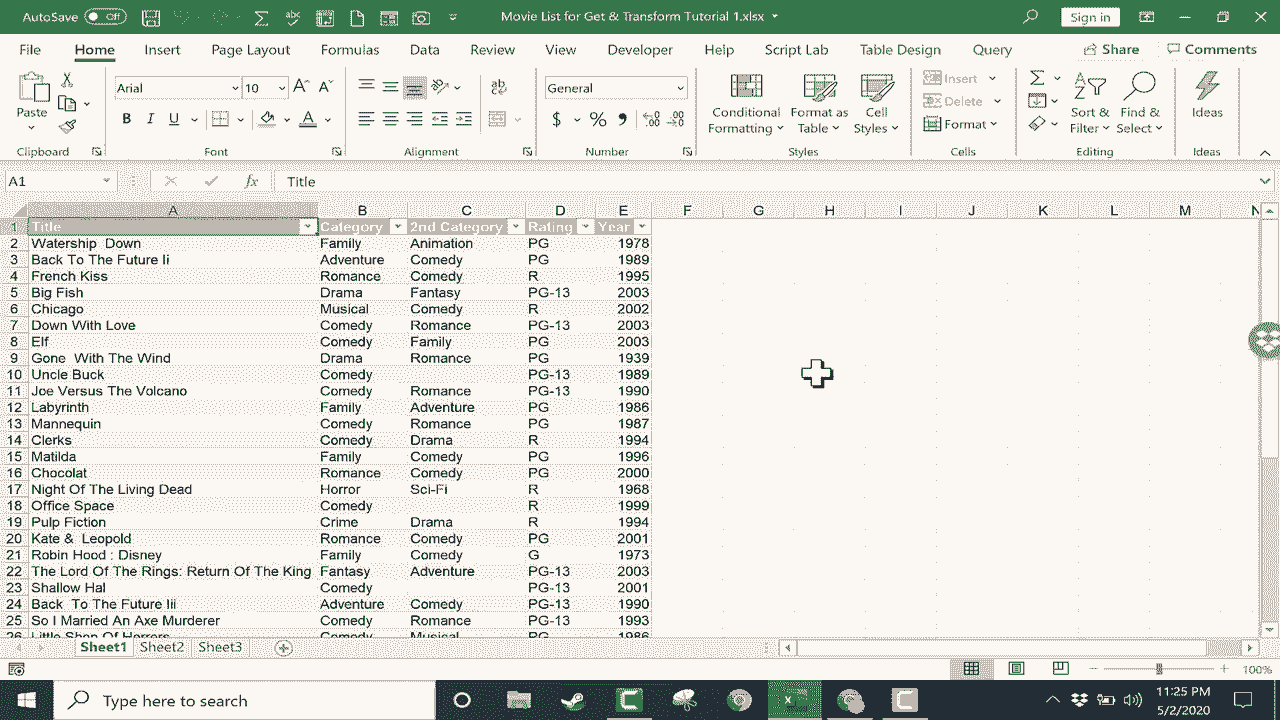 AutoSave Off Movie List for Get & Transform Tutorial 1.xlsx Sign in
File Home Insert Page Layout Formulas Data Review View Developer Help Script Lab Table Design Query Share Comments
Arial 10 General Insert
Paste B I U $ % Conditional Formatting Format as Table Cell Styles Delete Format Sort & Filter Find & Select Ideas
Clipboard Font Alignment Number Styles Cells Editing Ideas
A1 fx Title
A B C D E F G H I J K L M N
1 Title Category 2nd Category Rating Year
2 Watership  Down Family Animation PG 1978
3 Back To The Future Ii Adventure Comedy PG 1989
4 French Kiss Romance Comedy R 1995
5 Big Fish Drama Fantasy PG-13 2003
6 Chicago Musical Comedy R 2002
7 Down With Love Comedy Romance PG-13 2003
8 Elf Comedy Family PG 2003
9 Gone  With The Wind Drama Romance PG 1939
10 Uncle Buck Comedy PG-13 1989
11 Joe Versus The Volcano Comedy Romance PG-13 1990
12 Labyrinth Family Adventure PG 1986
13 Mannequin Comedy Romance PG 1987
14 Clerks Comedy Drama R 1994
15 Matilda Family Comedy PG 1996
16 Chocolat Romance Comedy PG 2000
17 Night Of The Living Dead Horror Sci-Fi R 1968
18 Office Space Comedy R 1999
19 Pulp Fiction Crime Drama R 1994
20 Kate &  Leopold Romance Comedy PG 2001
21 Robin Hood : Disney Family Comedy G 1973
22 The Lord Of The Rings: Return Of The King Fantasy Adventure PG-13 2003
23 Shallow Hal Comedy PG-13 2001
24 Back  To The Future Iii Adventure Comedy PG-13 1990
25 So I Married An Axe Murderer Comedy Romance PG-13 1993
26 Little Shop Of Horrors Comedy Musical PG 1986
Sheet1 Sheet2 Sheet3
100%
Type here to search 11:25 PM
5/2/2020